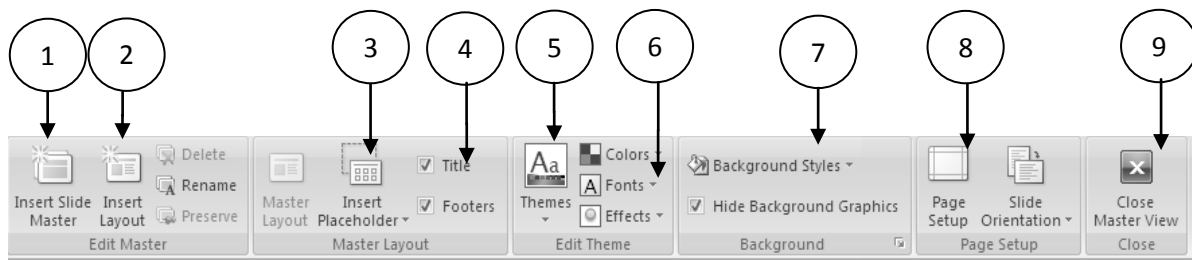 1 2 3 4 5 6 7 8 9
Delete Title Colors Background Styles
Rename Fonts
Insert Slide Master Insert Layout Preserve Master Layout Insert Placeholder Footers Aa Themes A Effects Hide Background Graphics Page Setup Slide Orientation Close Master View
Edit Master Master Layout Edit Theme Background Page Setup Close